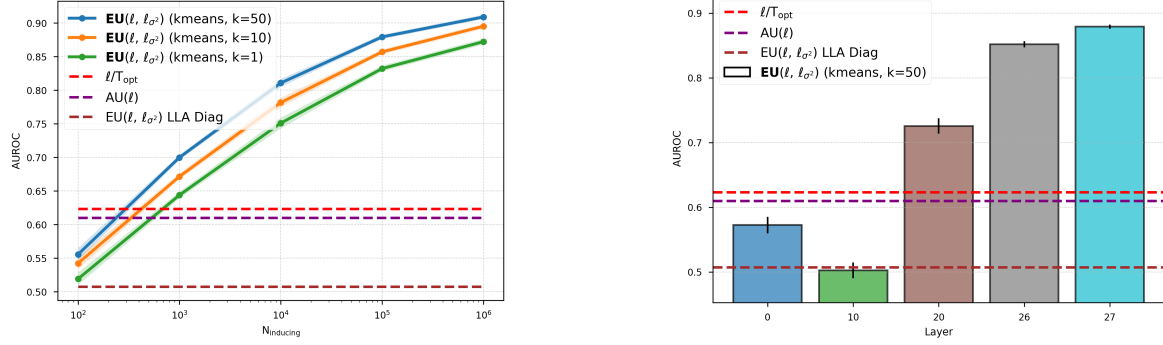 0.90
0.85
0.80
0.75
0.70
0.65
0.60
0.55
0.50
AUROC
EU(ℓ, ℓσ²) (kmeans, k=50)
EU(ℓ, ℓσ²) (kmeans, k=10)
EU(ℓ, ℓσ²) (kmeans, k=1)
ℓ/Topt
AU(ℓ)
EU(ℓ, ℓσ²) LLA Diag
10² 10³ 10⁴ 10⁵ 10⁶
Ninducing
0.9
0.8
0.7
0.6
0.5
AUROC
ℓ/Topt
AU(ℓ)
EU(ℓ, ℓσ²) LLA Diag
EU(ℓ, ℓσ²) (kmeans, k=50)
0 10 20 26 27
Layer